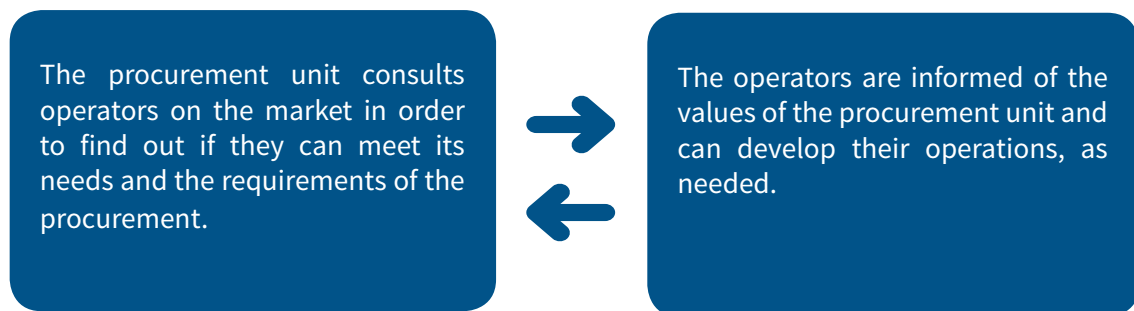 The procurement unit consults
operators on the market in order
to find out if they can meet its
needs and the requirements of the
procurement.
The operators are informed of the
values of the procurement unit and
can develop their operations, as
needed.